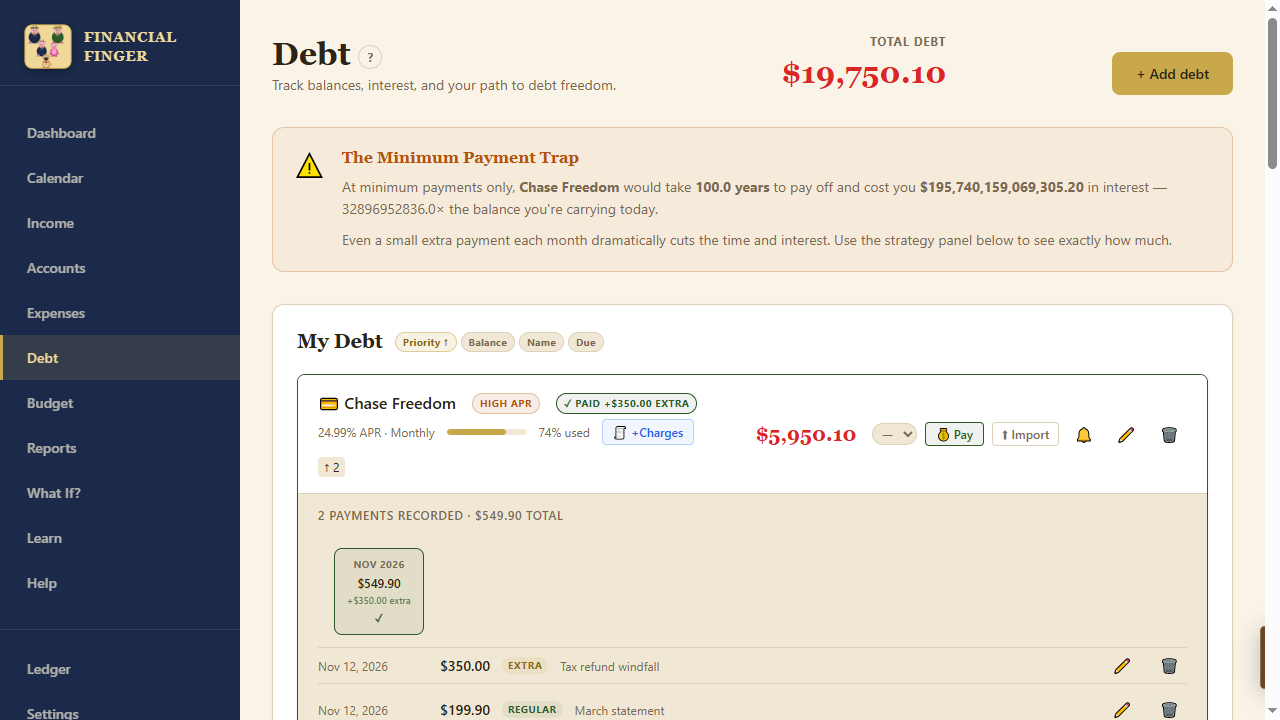 FINANCIAL
FINGER
Dashboard
Calendar
Income
Accounts
Expenses
Debt
Budget
Reports
What If?
Learn
Help
Ledger
Settings
Debt ?
Track balances, interest, and your path to debt freedom.
TOTAL DEBT
$19,750.10
+ Add debt
The Minimum Payment Trap
At minimum payments only, Chase Freedom would take 100.0 years to pay off and cost you $195,740,159,069,305.20 in interest —
32896952836.0× the balance you're carrying today.
Even a small extra payment each month dramatically cuts the time and interest. Use the strategy panel below to see exactly how much.
My Debt Priority ↑ Balance Name Due
Chase Freedom HIGH APR ✓ PAID +$350.00 EXTRA
24.99% APR · Monthly 74% used +Charges
$5,950.10 — Pay ⬆ Import
↑ 2
2 PAYMENTS RECORDED · $549.90 TOTAL
NOV 2026
$549.90
+$350.00 extra
✓
Nov 12, 2026 $350.00 EXTRA Tax refund windfall
Nov 12, 2026 $199.90 REGULAR March statement